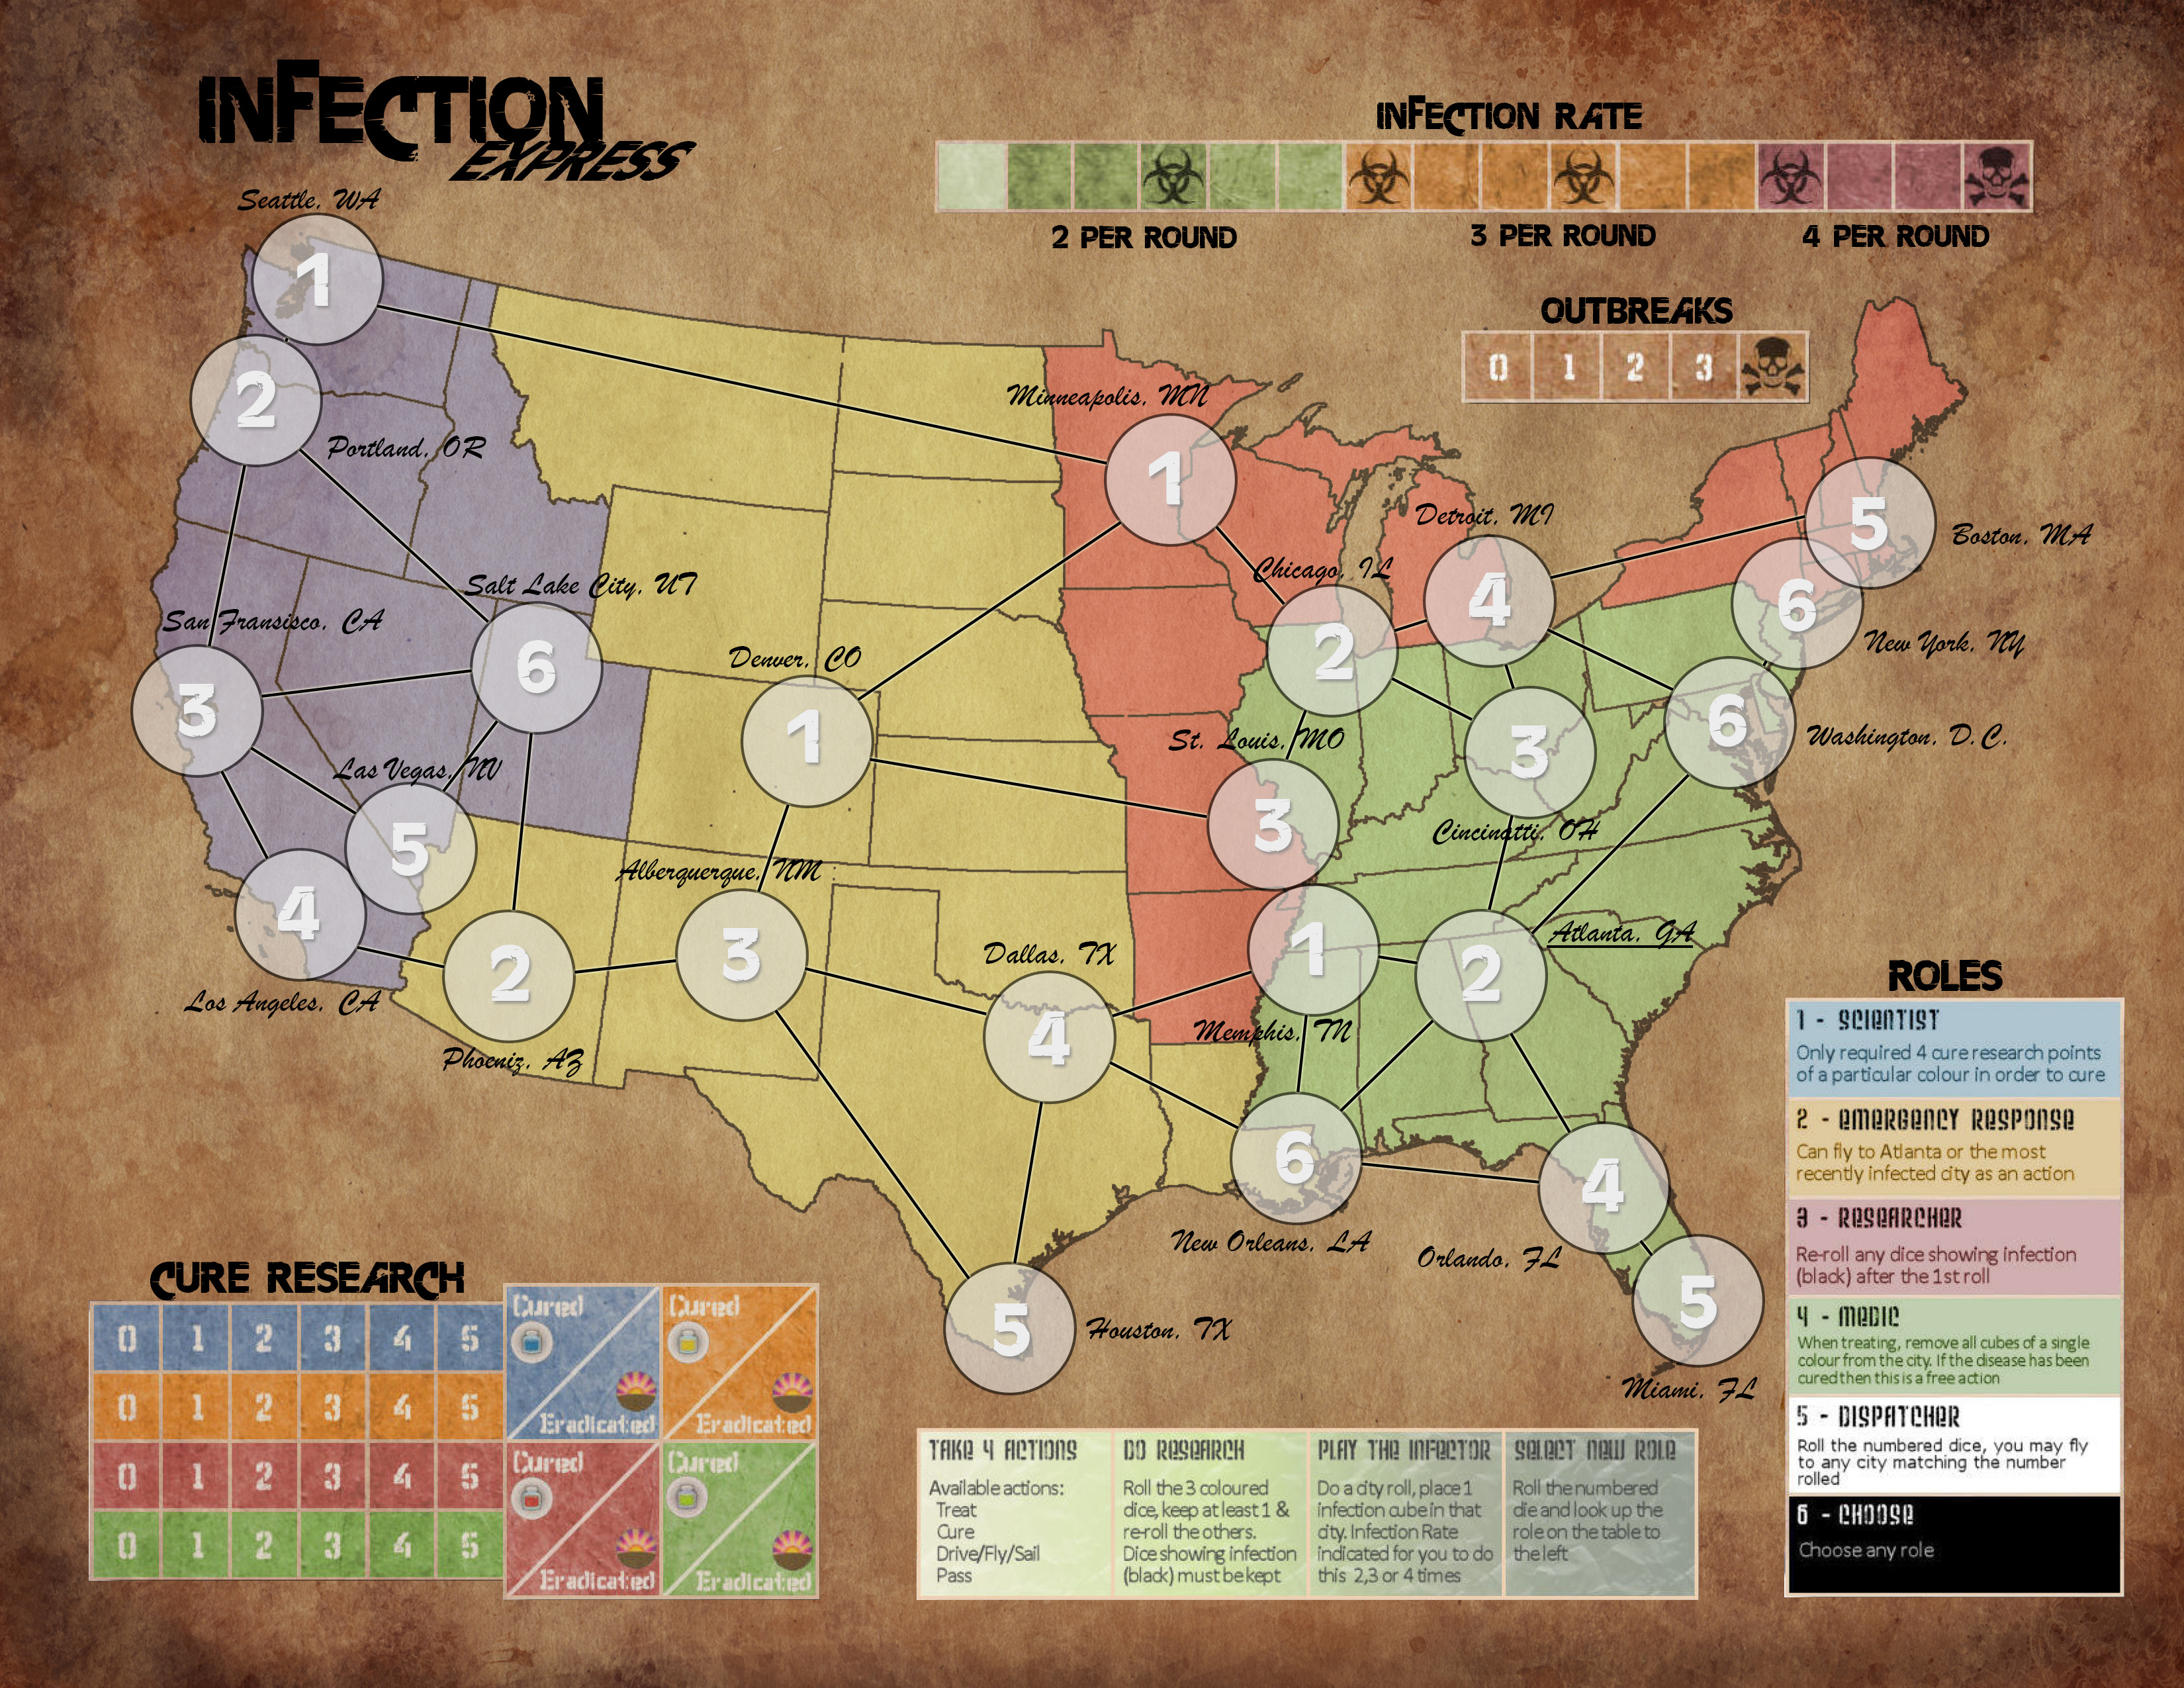 INFECTION
EXPRESS
INFECTION RATE
2 PER ROUND
3 PER ROUND
4 PER ROUND
OUTBREAKS
0 1 2 3
Seattle, WA
1
2
Portland, OR
Minneapolis, MN
1
Detroit, MI
4
5
Boston, MA
Chicago, IL
2
6
New York, NY
Salt Lake City, UT
6
San Fransisco, CA
3
Denver, CO
1
St. Louis, MO
3
3
Cincinatti, OH
6
Washington, D.C.
Las Vegas, NV
5
4
Los Angeles, CA
2
Phoeniz, AZ
Alberquerque, NM
3
Dallas, TX
4
1
Memphis, TN
2
Atlanta, GA
6
New Orleans, LA
4
Orlando, FL
5
Miami, FL
5
Houston, TX
CURE RESEARCH
0 1 2 3 4 5
0 1 2 3 4 5
0 1 2 3 4 5
0 1 2 3 4 5
Cured
Eradicated
Cured
Eradicated
Cured
Eradicated
Cured
Eradicated
TAKE 4 ACTIONS
Available actions:
Treat
Cure
Drive/Fly/Sail
Pass
DO RESEARCH
Roll the 3 coloured
dice, keep at least 1 &
re-roll the others.
Dice showing infection
(black) must be kept
PLAY THE INFECTOR
Do a city roll, place 1
infection cube in that
city. Infection Rate
indicated for you to do
this 2,3 or 4 times
SELECT NEW ROLE
Roll the numbered
die and look up the
role on the table to
the left
ROLES
1 - SCIENTIST
Only required 4 cure research points
of a particular colour in order to cure
2 - EMERGENCY RESPONSE
Can fly to Atlanta or the most
recently infected city as an action
3 - RESEARCHER
Re-roll any dice showing infection
(black) after the 1st roll
4 - MEDIC
When treating, remove all cubes of a single
colour from the city. If the disease has been
cured then this is a free action
5 - DISPATCHER
Roll the numbered dice, you may fly
to any city matching the number
rolled
6 - CHOOSE
Choose any role